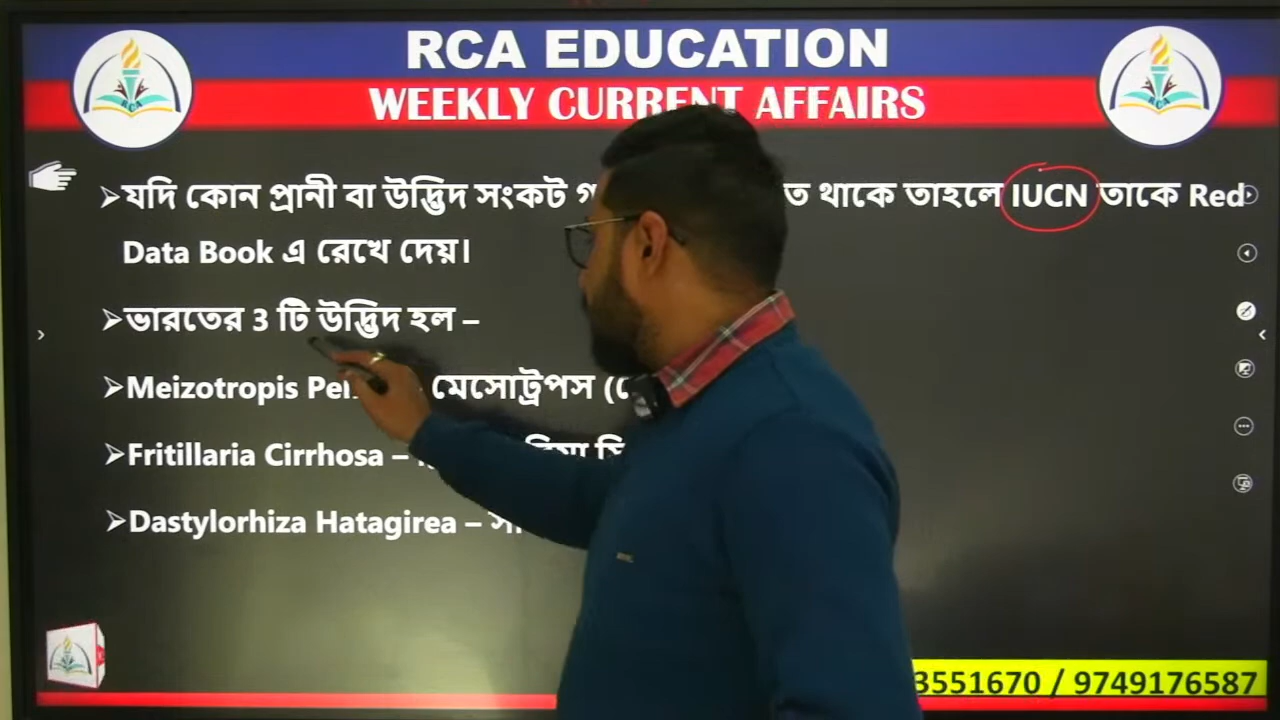 RCA EDUCATION
WEEKLY CURRENT AFFAIRS
➢যদি কোন প্রানী বা উদ্ভিদ সংকট থাকে তাহলে IUCN তাকে Red
Data Book এ রেখে দেয়।
➢ভারতের 3 টি উদ্ভিদ হল –
➢Meizotropis – মেসোট্রপস
➢Fritillaria Cirrhosa –
➢Dastylorhiza Hatagirea –
3551670 / 9749176587